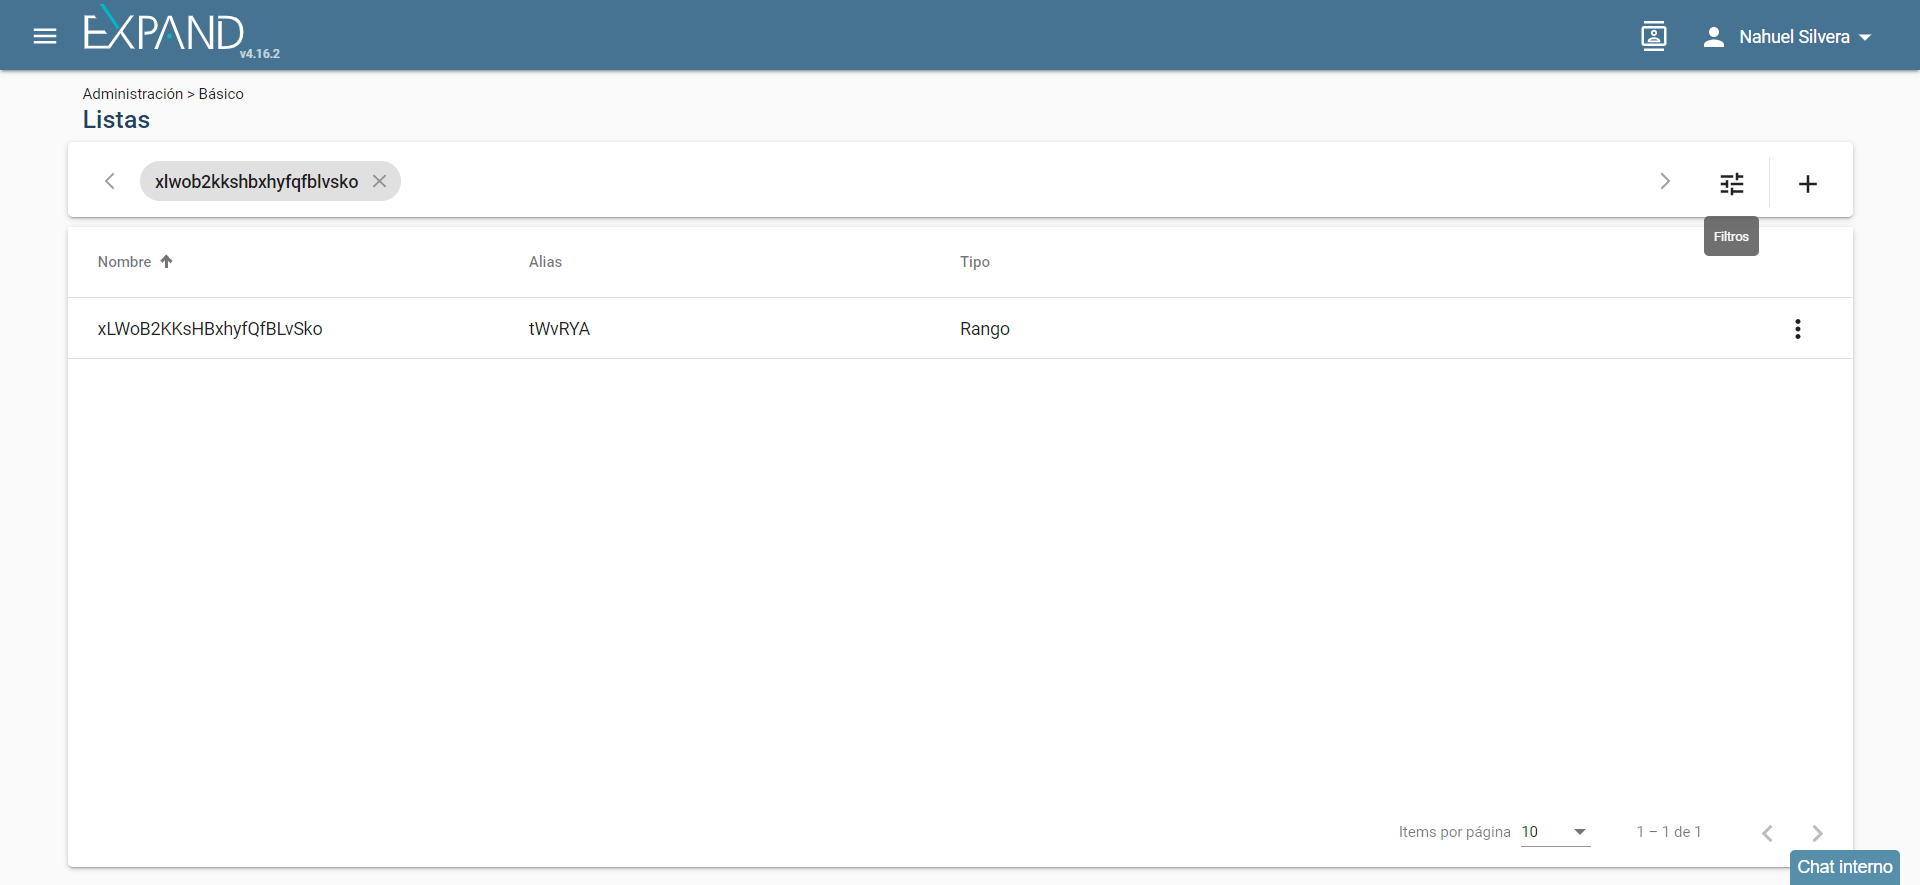 EXPAND
v4.16.2
Nahuel Silvera
Administración > Básico
Listas
xlwob2kkshbxhyfqfblvsko
Filtros
Nombre Alias Tipo
xLWoB2KKsHBxhyfQfBLvSko tWvRYA Rango
Items por página 10 1 – 1 de 1
Chat interno